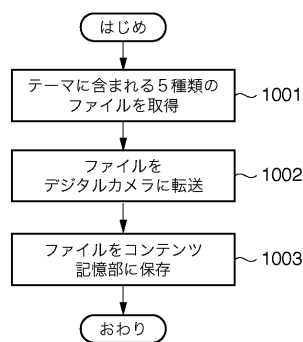 はじめ
テーマに含まれる5種類の
ファイルを取得
1001
ファイルを
デジタルカメラに転送
1002
ファイルをコンテンツ
記憶部に保存
1003
おわり